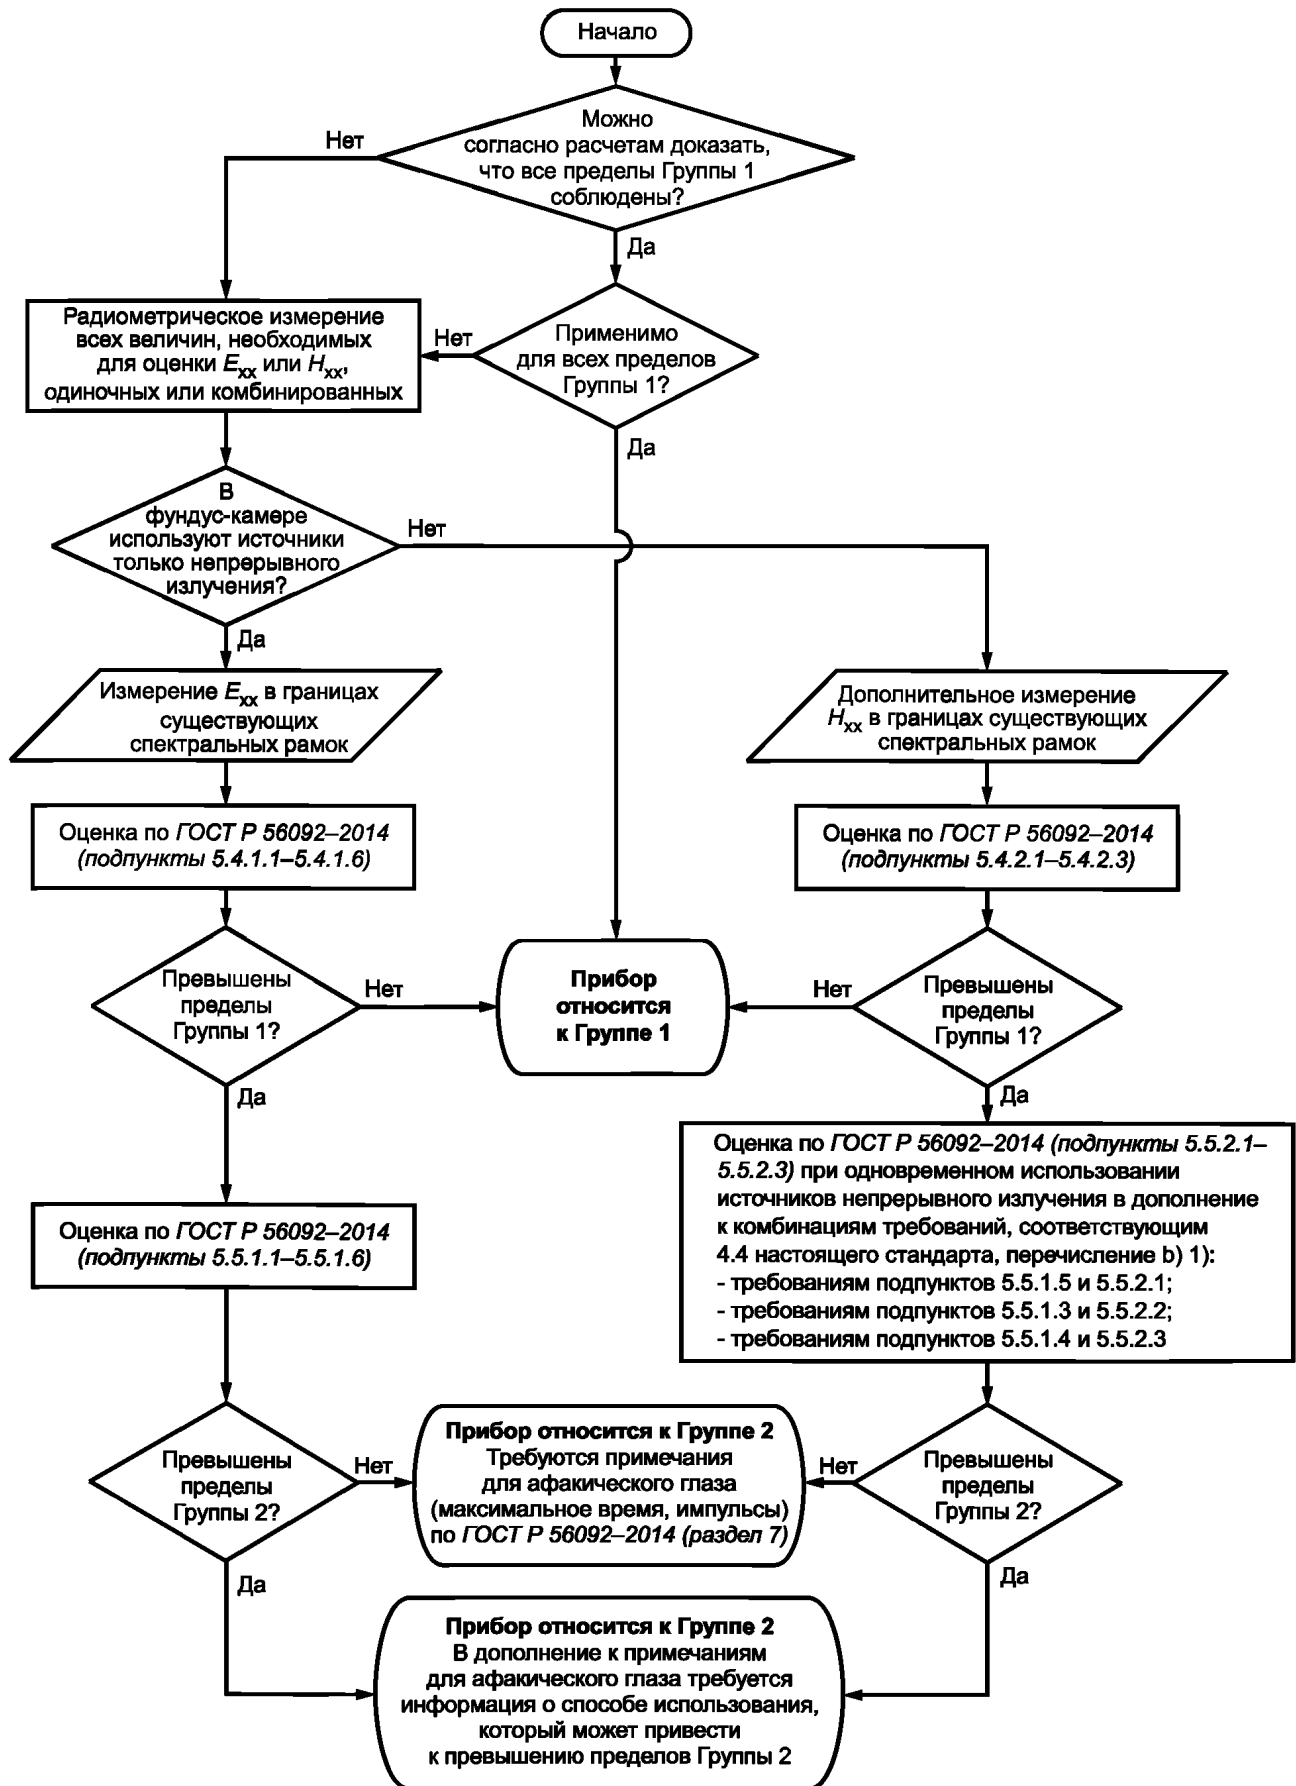 Начало
Можно
согласно расчетам доказать,
что все пределы Группы 1
соблюдены?
Нет
Да
Радиометрическое измерение
всех величин, необходимых
для оценки Exx или Hxx,
одиночных или комбинированных
Нет
Применимо
для всех пределов
Группы 1?
Да
В
фундус-камере
используют источники
только непрерывного
излучения?
Нет
Да
Измерение Exx в границах
существующих
спектральных рамок
Дополнительное измерение
Hxx в границах существующих
спектральных рамок
Оценка по ГОСТ Р 56092–2014
(подпункты 5.4.1.1–5.4.1.6)
Оценка по ГОСТ Р 56092–2014
(подпункты 5.4.2.1–5.4.2.3)
Превышены
пределы
Группы 1?
Нет
Да
Прибор
относится
к Группе 1
Нет
Превышены
пределы
Группы 1?
Да
Оценка по ГОСТ Р 56092–2014
(подпункты 5.5.1.1–5.5.1.6)
Оценка по ГОСТ Р 56092–2014 (подпункты 5.5.2.1–
5.5.2.3) при одновременном использовании
источников непрерывного излучения в дополнение
к комбинациям требований, соответствующим
4.4 настоящего стандарта, перечисление b) 1):
- требованиям подпунктов 5.5.1.5 и 5.5.2.1;
- требованиям подпунктов 5.5.1.3 и 5.5.2.2;
- требованиям подпунктов 5.5.1.4 и 5.5.2.3
Превышены
пределы
Группы 2?
Нет
Да
Прибор относится к Группе 2
Требуются примечания
для афакического глаза
(максимальное время, импульсы)
по ГОСТ Р 56092–2014 (раздел 7)
Нет
Превышены
пределы
Группы 2?
Да
Прибор относится к Группе 2
В дополнение к примечаниям
для афакического глаза требуется
информация о способе использования,
который может привести
к превышению пределов Группы 2